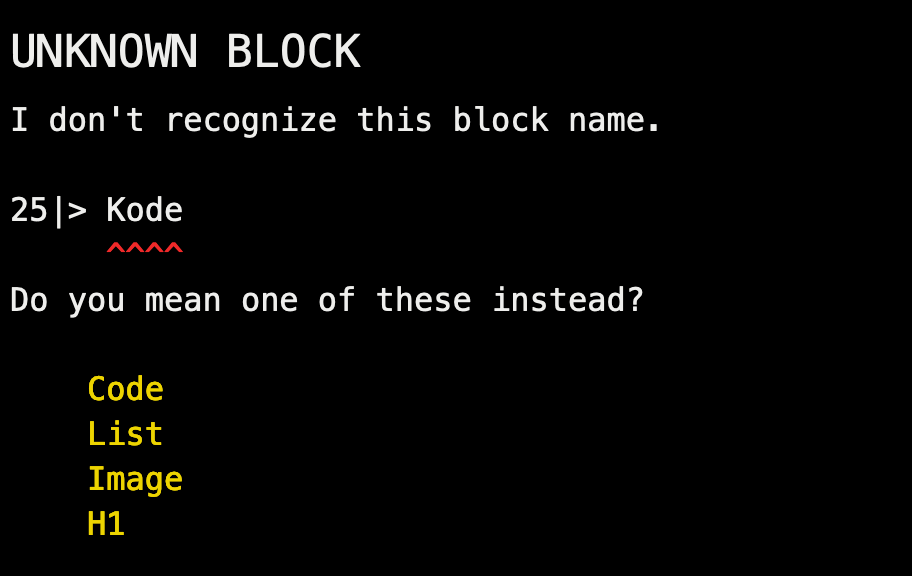 UNKNOWN BLOCK
I don't recognize this block name.
25|> Kode
^^^^
Do you mean one of these instead?
Code
List
Image
H1